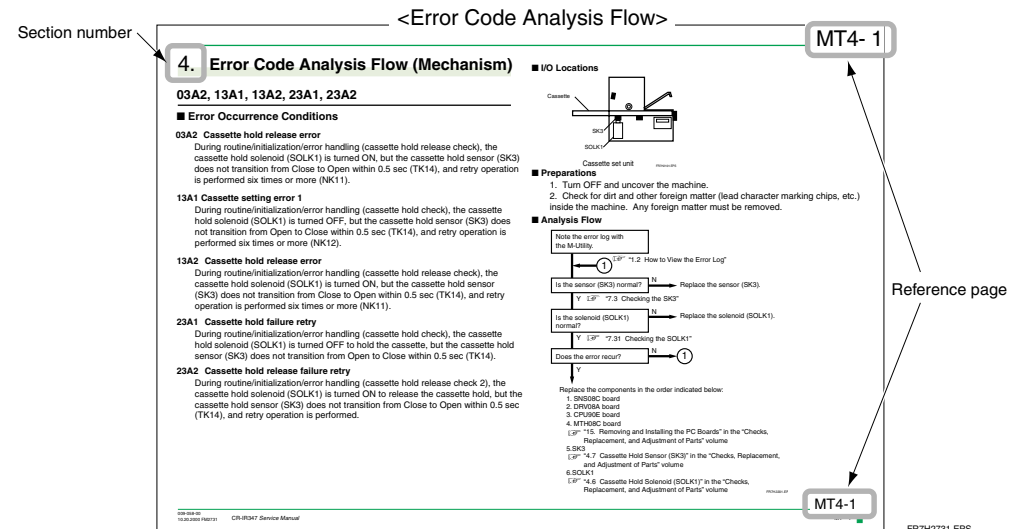 <Error Code Analysis Flow>
Section number
MT4- 1
4. Error Code Analysis Flow (Mechanism)
03A2, 13A1, 13A2, 23A1, 23A2
■ Error Occurrence Conditions
03A2 Cassette hold release error
During routine/initialization/error handling (cassette hold release check), the
cassette hold solenoid (SOLK1) is turned ON, but the cassette hold sensor (SK3)
does not transition from Close to Open within 0.5 sec (TK14), and retry operation
is performed six times or more (NK11).
13A1 Cassette setting error 1
During routine/initialization/error handling (cassette hold check), the cassette
hold solenoid (SOLK1) is turned OFF, but the cassette hold sensor (SK3) does
not transition from Open to Close within 0.5 sec (TK14), and retry operation is
performed six times or more (NK12).
13A2 Cassette hold release error
During routine/initialization/error handling (cassette hold release check), the
cassette hold solenoid (SOLK1) is turned ON, but the cassette hold sensor
(SK3) does not transition from Close to Open within 0.5 sec (TK14), and retry
operation is performed six times or more (NK11).
23A1 Cassette hold failure retry
During routine/initialization/error handling (cassette hold check), the cassette
hold solenoid (SOLK1) is turned OFF to hold the cassette, but the cassette hold
sensor (SK3) does not transition from Open to Close within 0.5 sec (TK14).
23A2 Cassette hold release failure retry
During routine/initialization/error handling (cassette hold release check 2), the
cassette hold solenoid (SOLK1) is turned ON to release the cassette hold, but the
cassette hold sensor (SK3) does not transition from Close to Open within 0.5 sec
(TK14), and retry operation is performed.
■ I/O Locations
Cassette
SK3
SOLK1
Cassette set unit
■ Preparations
1. Turn OFF and uncover the machine.
2. Check for dirt and other foreign matter (lead character marking chips, etc.)
inside the machine. Any foreign matter must be removed.
■ Analysis Flow
Note the error log with
the M-Utility.
1
"1.2 How to View the Error Log"
Is the sensor (SK3) normal?
N
Replace the sensor (SK3).
Y
"7.3 Checking the SK3"
Is the solenoid (SOLK1)
normal?
N
Replace the solenoid (SOLK1).
Y
"7.31 Checking the SOLK1"
Does the error recur?
N
1
Y
Replace the components in the order indicated below:
1. SNS08C board
2. DRV08A board
3. CPU90E board
4. MTH08C board
"15. Removing and Installing the PC Boards" in the "Checks,
Replacement, and Adjustment of Parts" volume
5.SK3
"4.7 Cassette Hold Sensor (SK3)" in the "Checks, Replacement,
and Adjustment of Parts" volume
6.SOLK1
"4.6 Cassette Hold Solenoid (SOLK1)" in the "Checks,
Replacement, and Adjustment of Parts" volume
Reference page
MT4-1
10.20.2000 FM2731
CR-IR347 Service Manual
FR7H2731.EPS